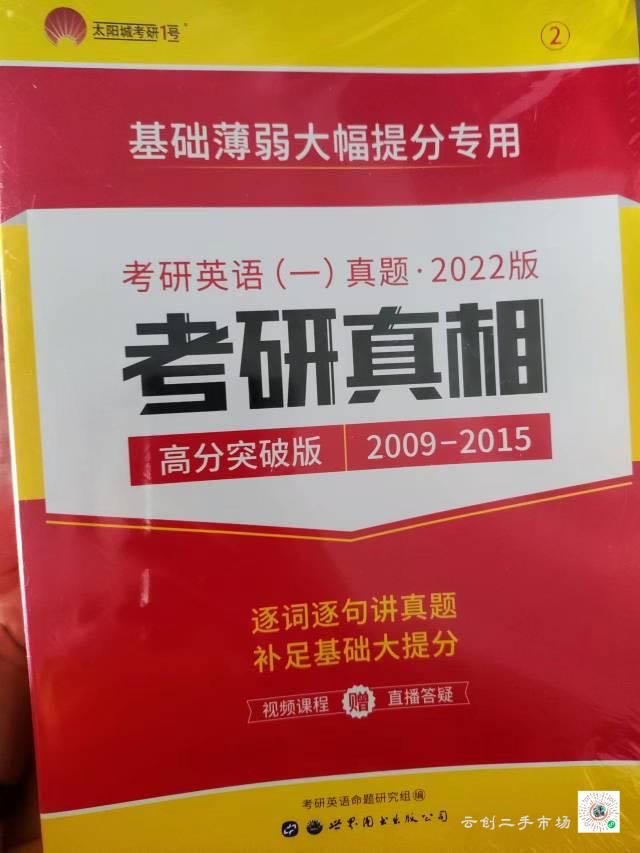 太阳城考研1号
②
基础薄弱大幅提分专用
考研英语(一)真题·2022版
考研真相
高分突破版 2009-2015
逐词逐句讲真题
补足基础大提分
视频课程 赠 直播答疑
考研英语命题研究组 编
世界图书出版公司
云创二手市场